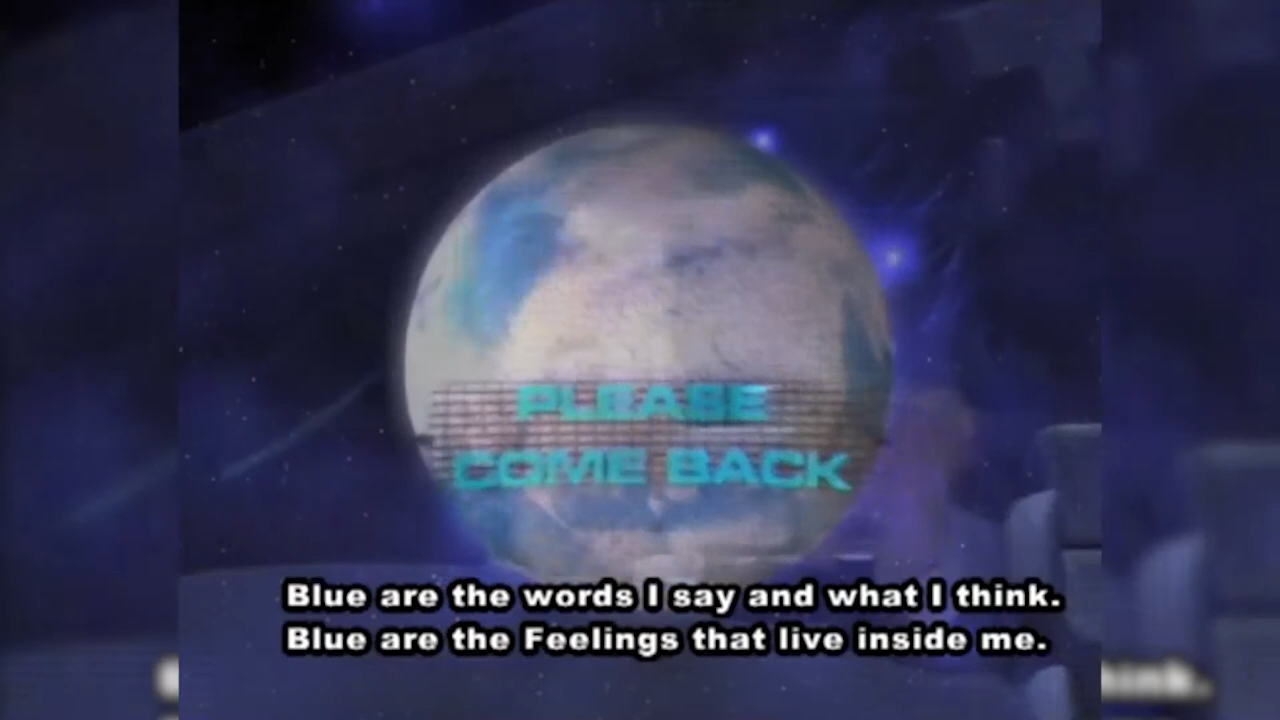 PLEASE
COME BACK
Blue are the words I say and what I think.
Blue are the Feelings that live inside me.
hink.